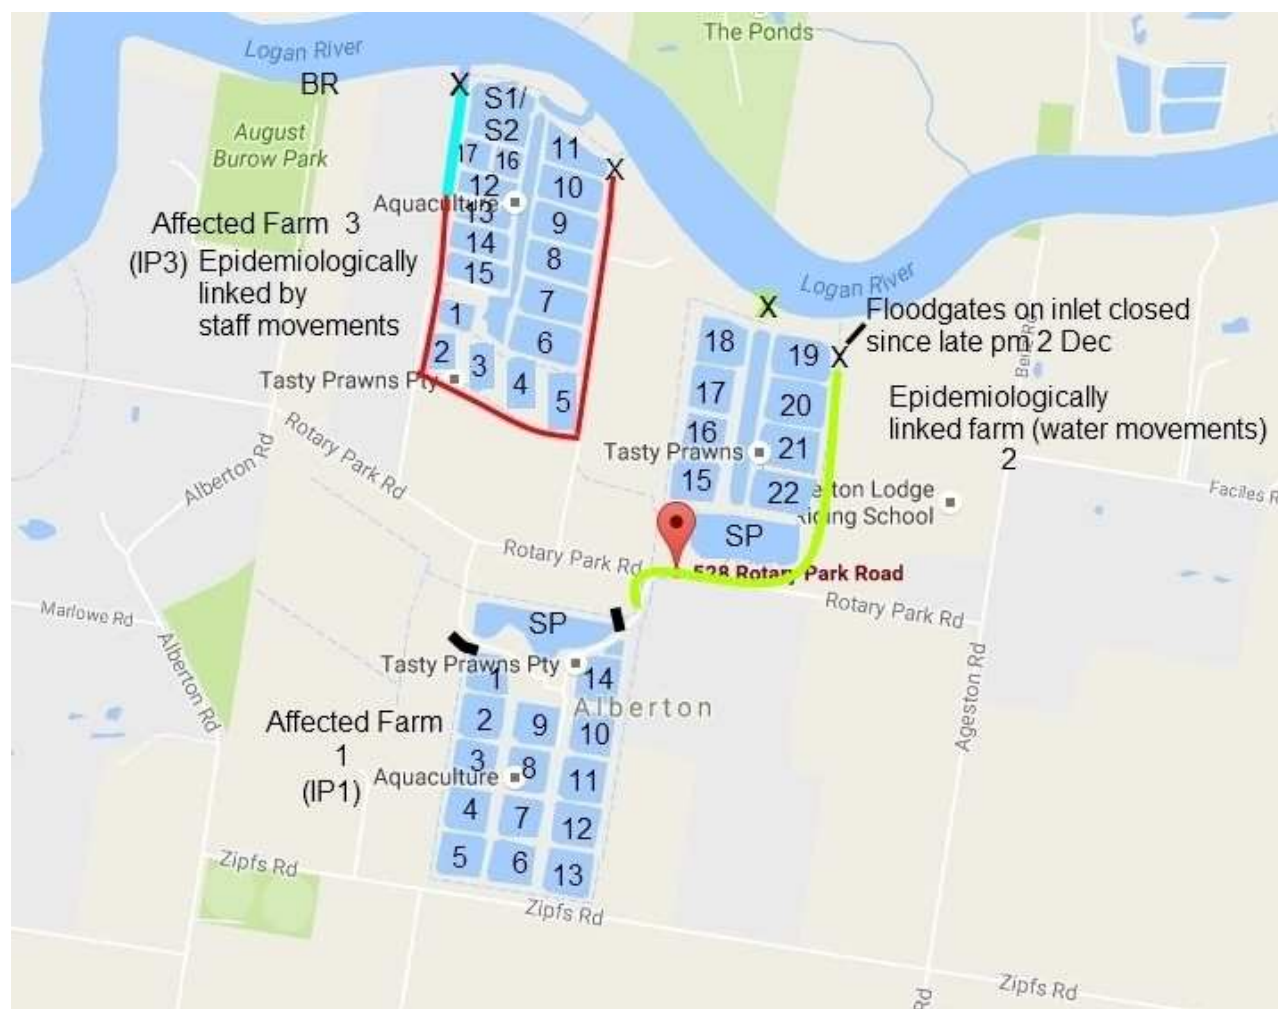 The Ponds
Logan River
BR
X
S1/
S2
August
Burow Park
17
16
11
X
12
10
Aquaculture
13
9
Affected Farm 3
(IP3) Epidemiologically
linked by
staff movements
14
8
15
Logan River
7
1
X
Floodgates on inlet closed
since late pm 2 Dec
6
18
19
X
2
3
Tasty Prawns Pty
4
5
17
20
Epidemiologically
linked farm (water movements)
2
Rotary Park Rd
16
21
Tasty Prawns
Alberton Rd
15
22
Lodge
School
Faciles
SP
Rotary Park Rd
528 Rotary Park Road
Marlowe Rd
Rotary Park Rd
SP
Alberton Rd
Tasty Prawns Pty
1
14
Ageston Rd
Alberton
Affected Farm
1
(IP1)
2
9
10
3
8
Aquaculture
11
4
7
12
5
6
13
Zipfs Rd
Zipfs Rd
Zipfs Rd
Rd